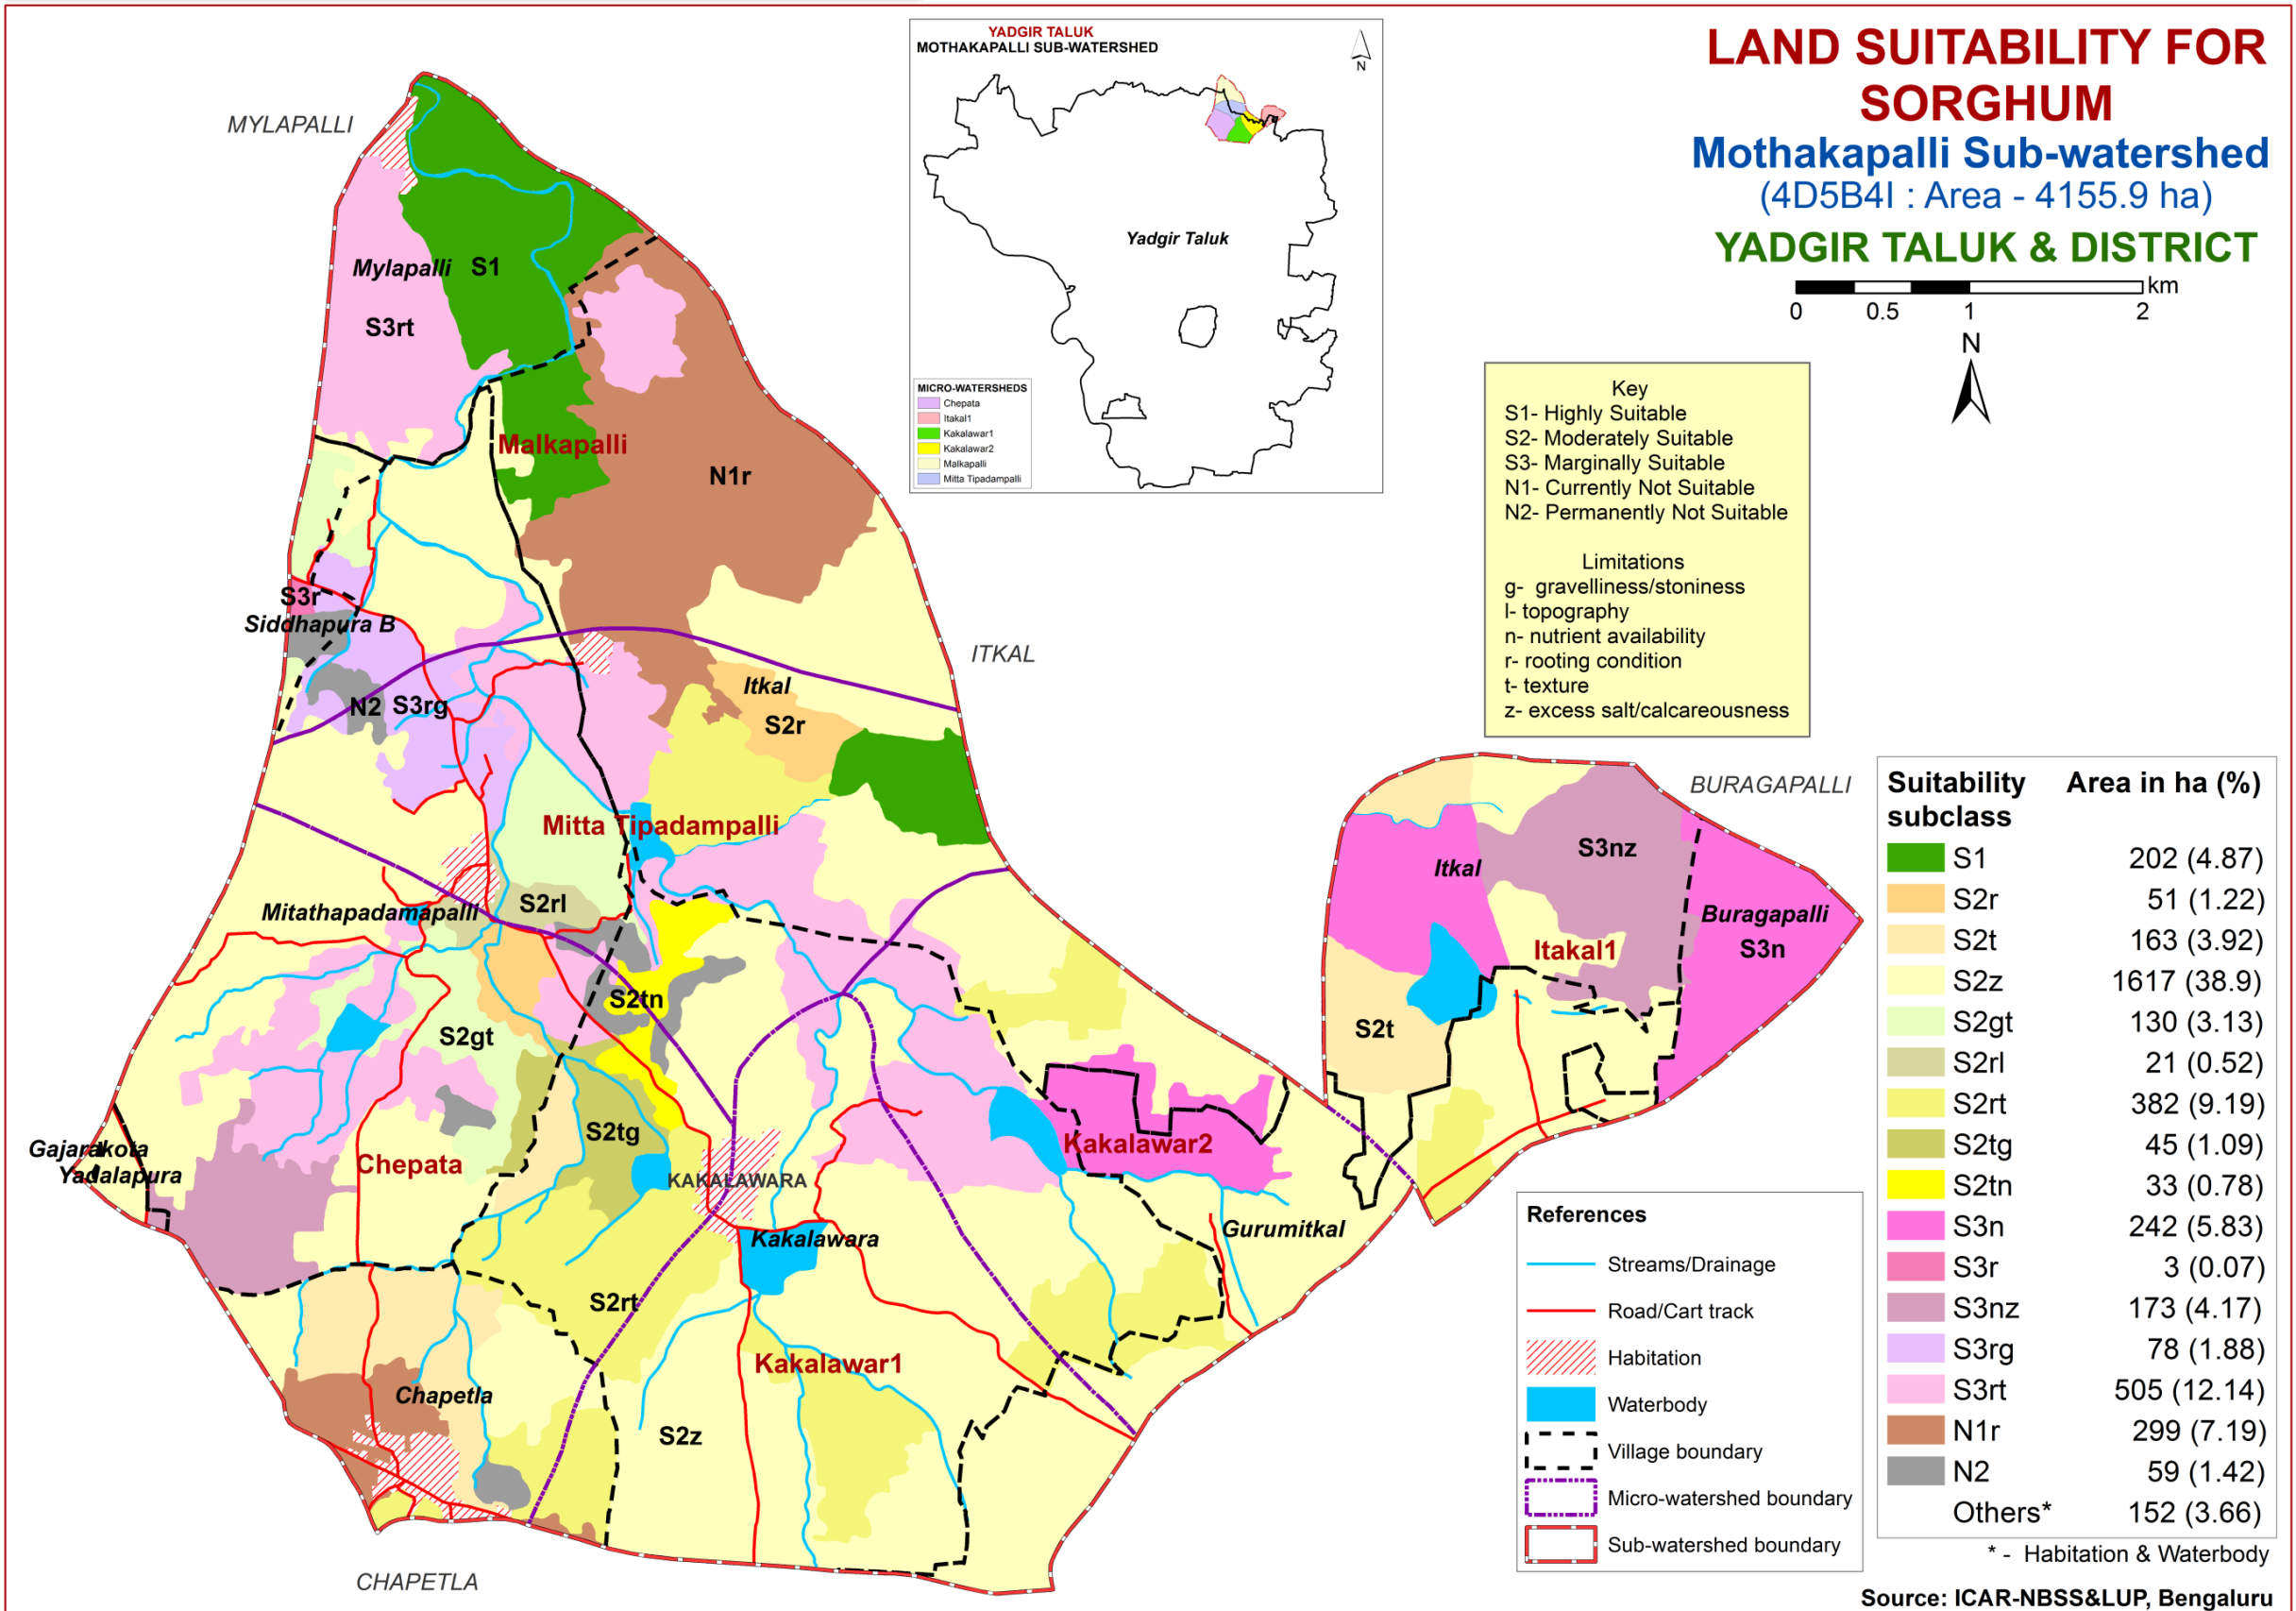 LAND SUITABILITY FOR
SORGHUM
Mothakapalli Sub-watershed
(4D5B4I : Area - 4155.9 ha)
YADGIR TALUK & DISTRICT
km
0 0.5 1 2
N
YADGIR TALUK
MOTHAKAPALLI SUB-WATERSHED
N
Yadgir Taluk
MICRO-WATERSHEDS
Chepata
Itakal1
Kakalawar1
Kakalawar2
Malkapalli
Mitta Tipadampalli
Key
S1- Highly Suitable
S2- Moderately Suitable
S3- Marginally Suitable
N1- Currently Not Suitable
N2- Permanently Not Suitable
Limitations
g- gravelliness/stoniness
l- topography
n- nutrient availability
r- rooting condition
t- texture
z- excess salt/calcareousness
MYLAPALLI
Mylapalli S1
S3rt
Malkapalli
N1r
S3r
Siddhapura B
ITKAL
N2 S3rg
Itkal
S2r
Mitta Tipadampalli
S2rl
Mitathapadamapalli
S2tn
S2gt
S2tg
Gajarakota
Yadalapura
Chepata
KAKALAWARA
Kakalawara
Kakalawar2
Gurumitkal
S2rt
Kakalawar1
Chapetla
S2z
CHAPETLA
BURAGAPALLI
S3nz
Itkal
Buragapalli
S3n
Itakal1
S2t
Suitability Area in ha (%)
subclass
S1 202 (4.87)
S2r 51 (1.22)
S2t 163 (3.92)
S2z 1617 (38.9)
S2gt 130 (3.13)
S2rl 21 (0.52)
S2rt 382 (9.19)
S2tg 45 (1.09)
S2tn 33 (0.78)
S3n 242 (5.83)
S3r 3 (0.07)
S3nz 173 (4.17)
S3rg 78 (1.88)
S3rt 505 (12.14)
N1r 299 (7.19)
N2 59 (1.42)
Others* 152 (3.66)
* - Habitation & Waterbody
References
Streams/Drainage
Road/Cart track
Habitation
Waterbody
Village boundary
Micro-watershed boundary
Sub-watershed boundary
Source: ICAR-NBSS&LUP, Bengaluru